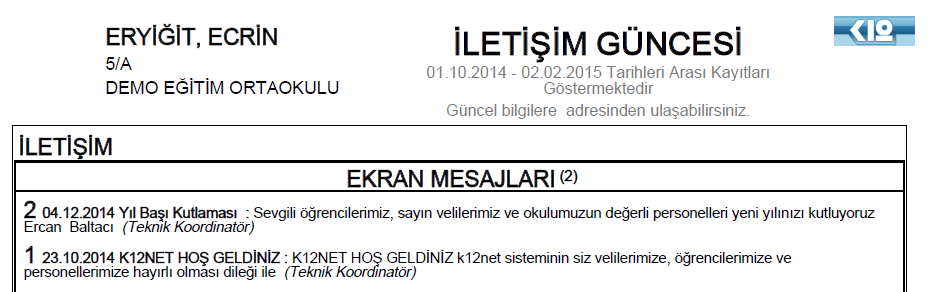 ERYİĞİT, ECRİN
5/A
DEMO EĞİTİM ORTAOKULU
İLETİŞİM GÜNCESİ
01.10.2014 - 02.02.2015 Tarihleri Arası Kayıtları
Göstermektedir
Güncel bilgilere adresinden ulaşabilirsiniz.
K12
İLETİŞİM
EKRAN MESAJLARI (2)
2 04.12.2014 Yıl Başı Kutlaması : Sevgili öğrencilerimiz, sayın velilerimiz ve okulumuzun değerli personelleri yeni yılınızı kutluyoruz
Ercan Baltacı (Teknik Koordinatör)
1 23.10.2014 K12NET HOŞ GELDİNİZ : K12NET HOŞ GELDİNİZ k12net sisteminin siz velilerimize, öğrencilerimize ve
personellerimize hayırlı olması dileği ile (Teknik Koordinatör)